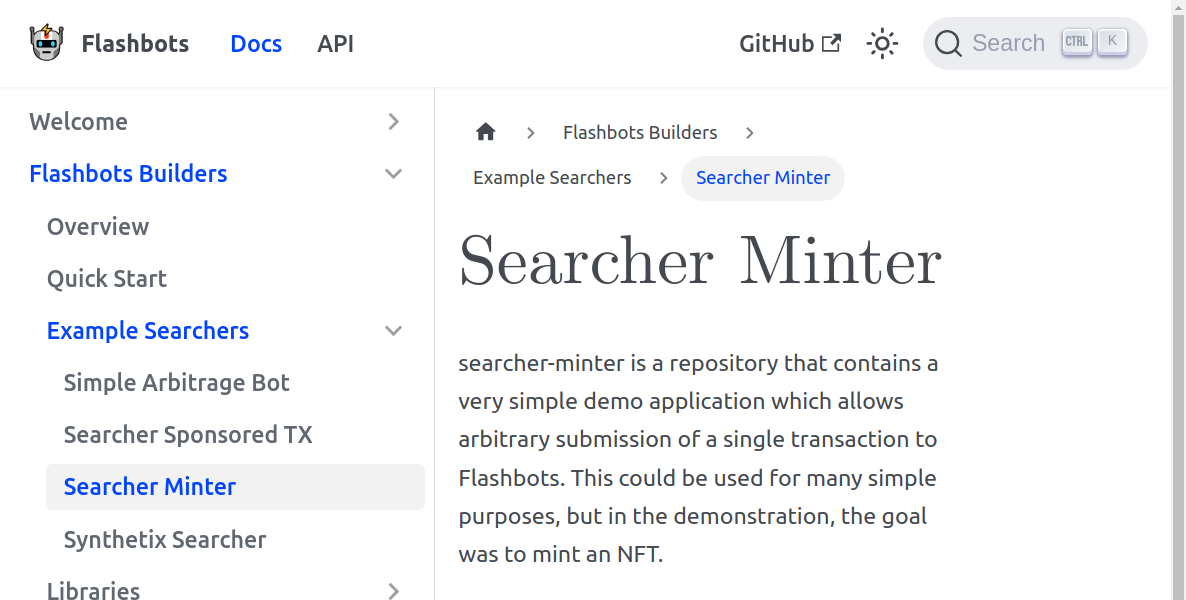 Flashbots Docs API GitHub Search CTRL K
Welcome
Flashbots Builders
Overview
Quick Start
Example Searchers
Simple Arbitrage Bot
Searcher Sponsored TX
Searcher Minter
Synthetix Searcher
Libraries
Flashbots Builders
Example Searchers Searcher Minter
Searcher Minter
searcher-minter is a repository that contains a
very simple demo application which allows
arbitrary submission of a single transaction to
Flashbots. This could be used for many simple
purposes, but in the demonstration, the goal
was to mint an NFT.